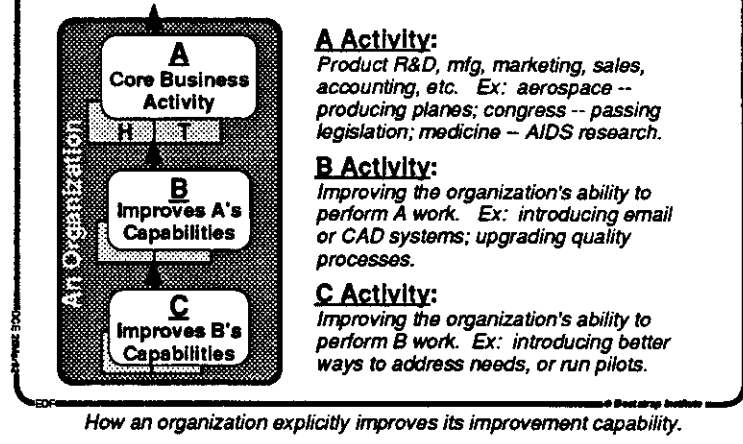 A
Core Business
Activity
H T
B
Improves A's
Capabilities
C
Improves B's
Capabilities
An Organization
A Activity:
Product R&D, mfg, marketing, sales,
accounting, etc. Ex: aerospace --
producing planes; congress -- passing
legislation; medicine -- AIDS research.
B Activity:
Improving the organization's ability to
perform A work. Ex: introducing email
or CAD systems; upgrading quality
processes.
C Activity:
Improving the organization's ability to
perform B work. Ex: introducing better
ways to address needs, or run pilots.
© Bootstrap Institute
How an organization explicitly improves its improvement capability.